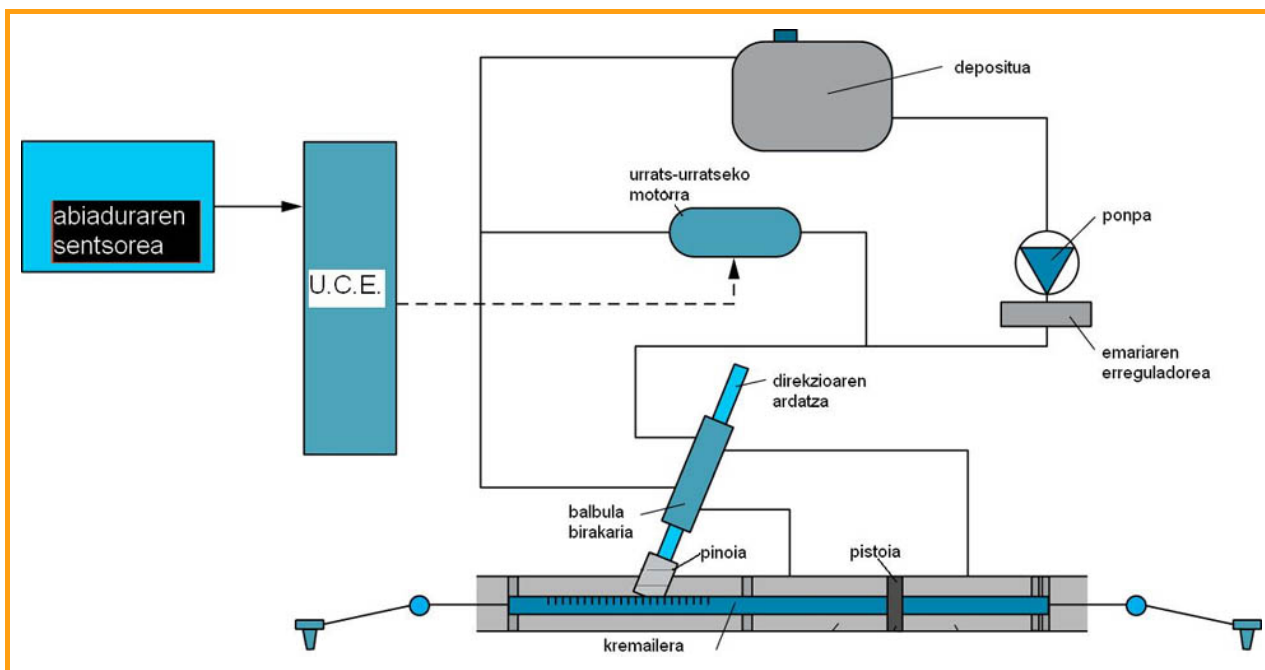 depositua
urrats-urratseko
motorra
abiaduraren
sentsorea
ponpa
U.C.E.
emariaren
erreguladorea
direkzioaren
ardatza
balbula
birakaria
pinoia
pistoia
kremailera